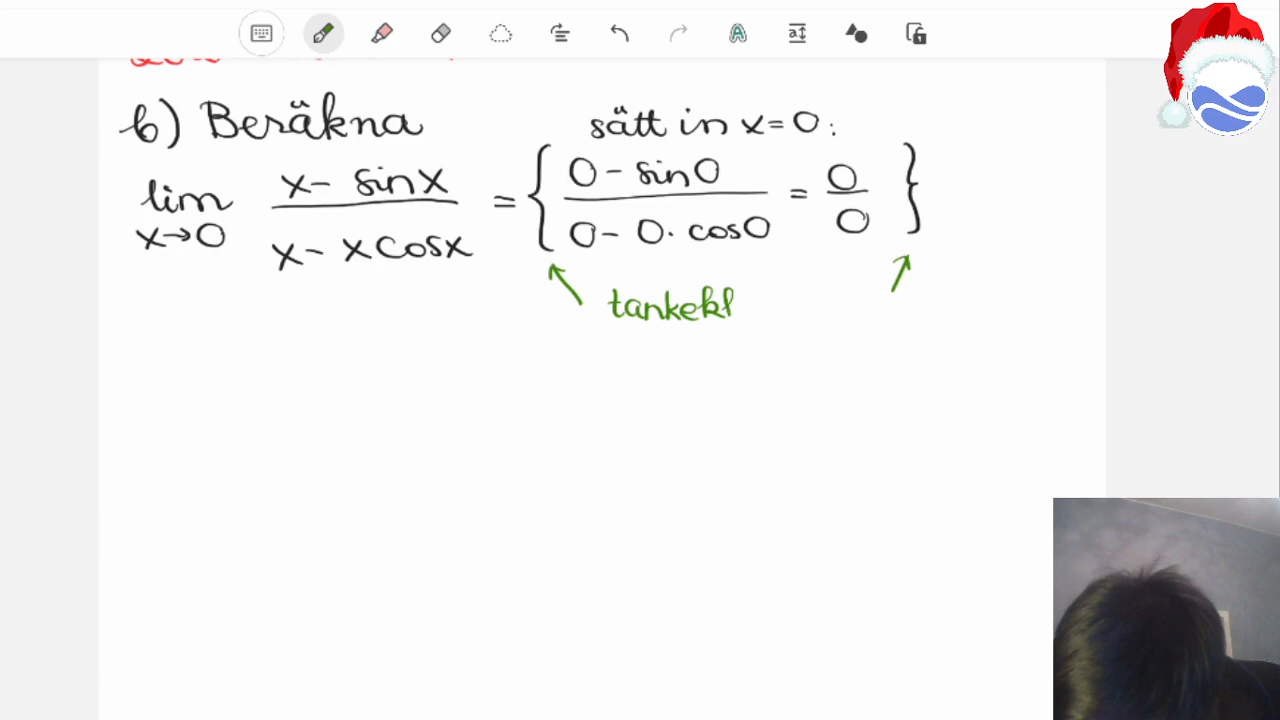 b) Beräkna
sätt in x=0:
lim x→0 (x - sinx)/(x - xcosx) = { (0 - sin0)/(0 - 0·cos0) = 0/0 }
tankekl